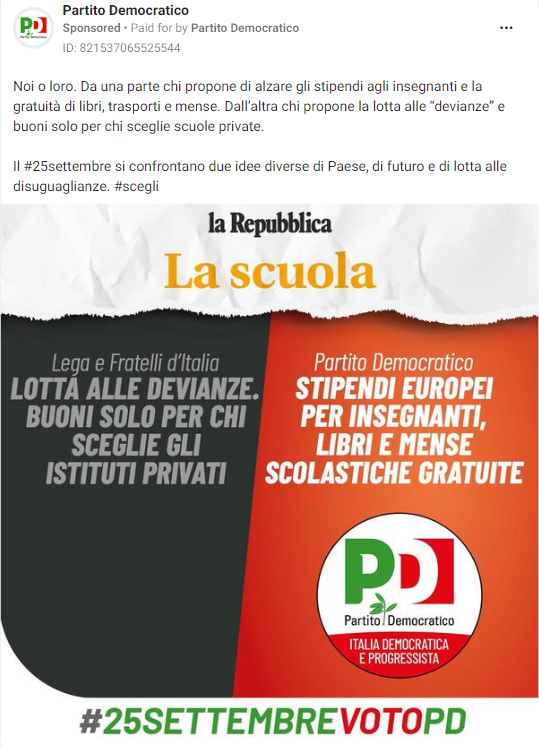 Partito Democratico
Sponsored • Paid for by Partito Democratico
ID: 821537065525544
Noi o loro. Da una parte chi propone di alzare gli stipendi agli insegnanti e la
gratuità di libri, trasporti e mense. Dall'altra chi propone la lotta alle “devianze” e
buoni solo per chi sceglie scuole private.
Il #25settembre si confrontano due idee diverse di Paese, di futuro e di lotta alle
disuguaglianze. #scegli
la Repubblica
La scuola
Lega e Fratelli d'Italia
LOTTA ALLE DEVIANZE.
BUONI SOLO PER CHI
SCEGLIE GLI
ISTITUTI PRIVATI
Partito Democratico
STIPENDI EUROPEI
PER INSEGNANTI,
LIBRI E MENSE
SCOLASTICHE GRATUITE
PD
Partito Democratico
ITALIA DEMOCRATICA
E PROGRESSISTA
#25SETTEMBREVOTOPD